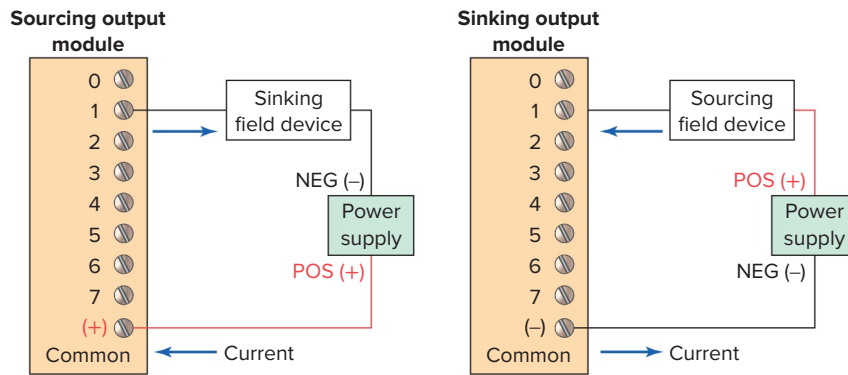 Sourcing output
module
0
1
2
3
4
5
6
7
(+)
Common
Sinking
field device
NEG (–)
Power
supply
POS (+)
Current
Sinking output
module
0
1
2
3
4
5
6
7
(–)
Common
Sourcing
field device
POS (+)
Power
supply
NEG (–)
Current